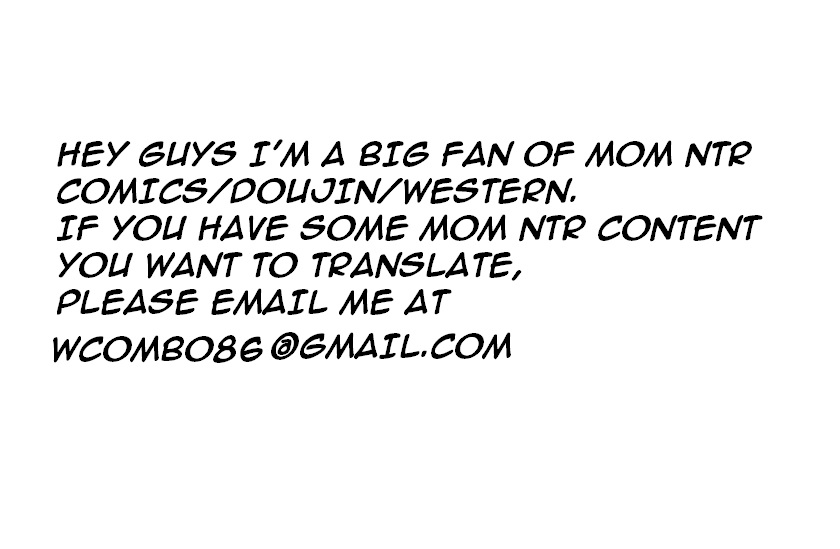 HEY GUYS I'M A BIG FAN OF MOM NTR
COMICS/DOUJIN/WESTERN.
IF YOU HAVE SOME MOM NTR CONTENT
YOU WANT TO TRANSLATE,
PLEASE EMAIL ME AT
WCOMBO86@GMAIL.COM